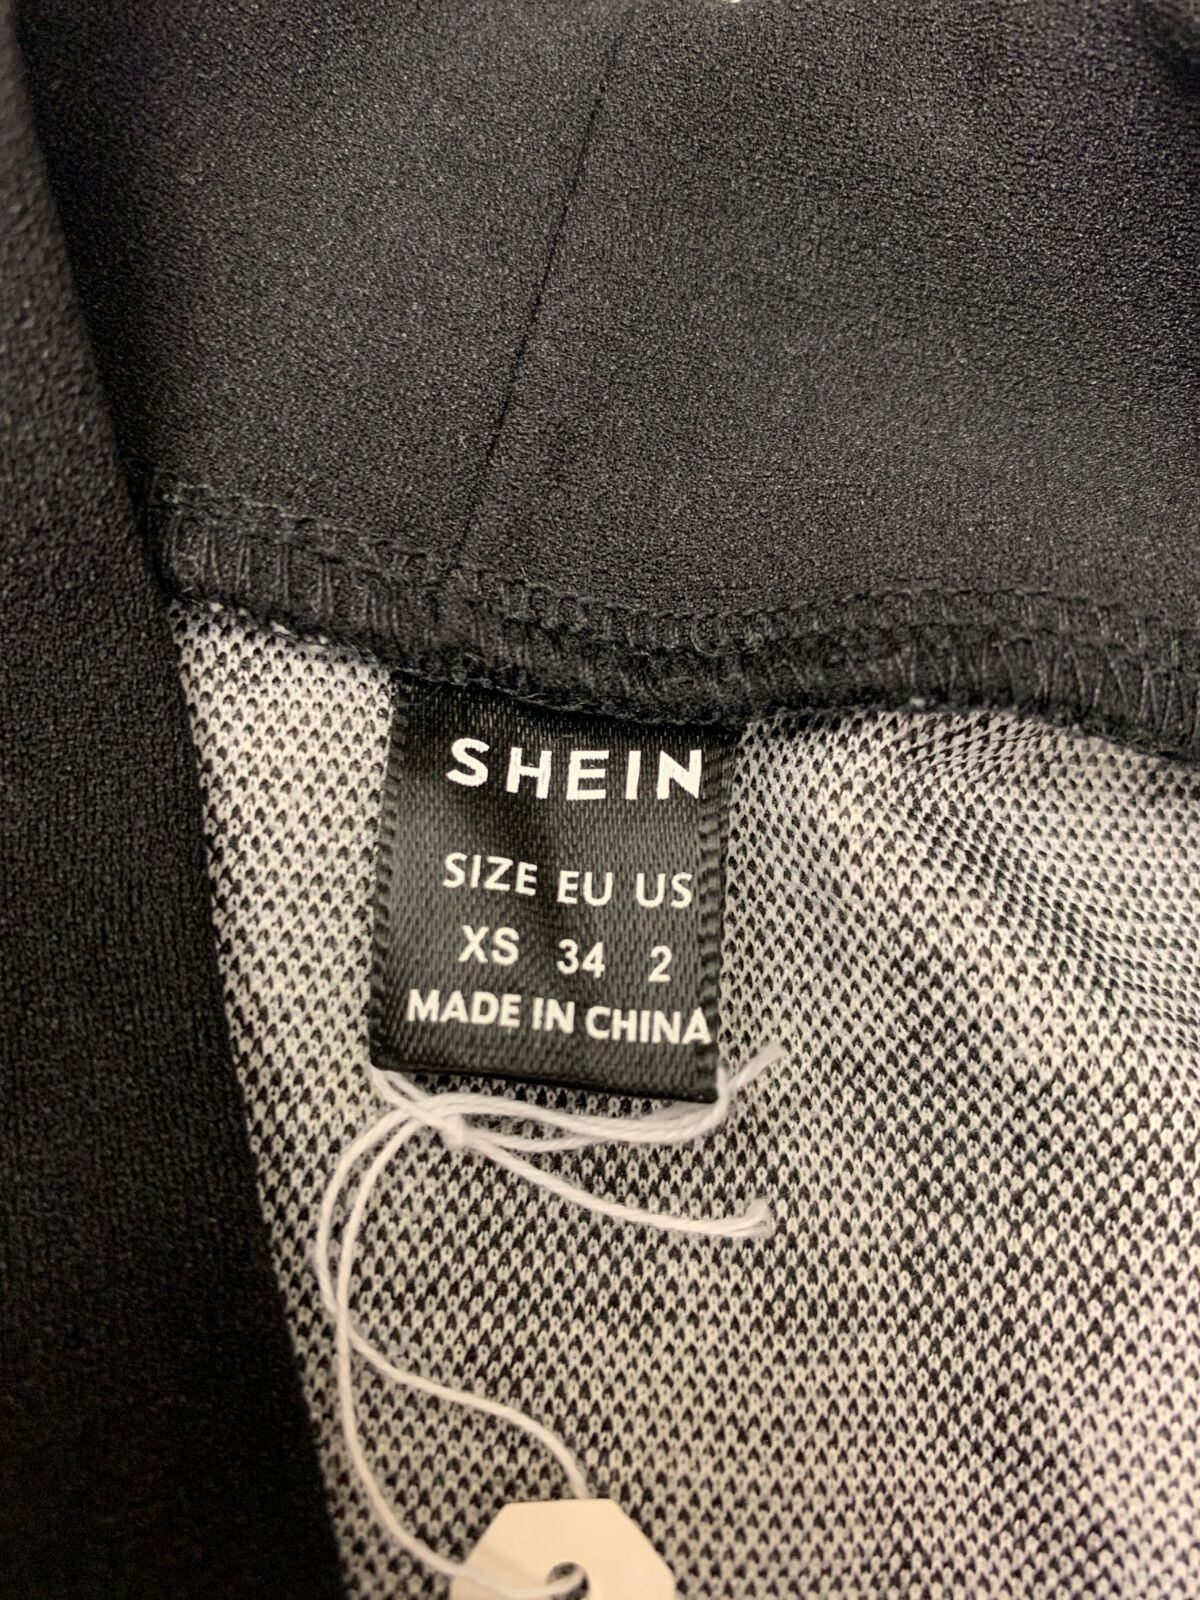 SHEIN
SIZE EU US
XS 34 2
MADE IN CHINA